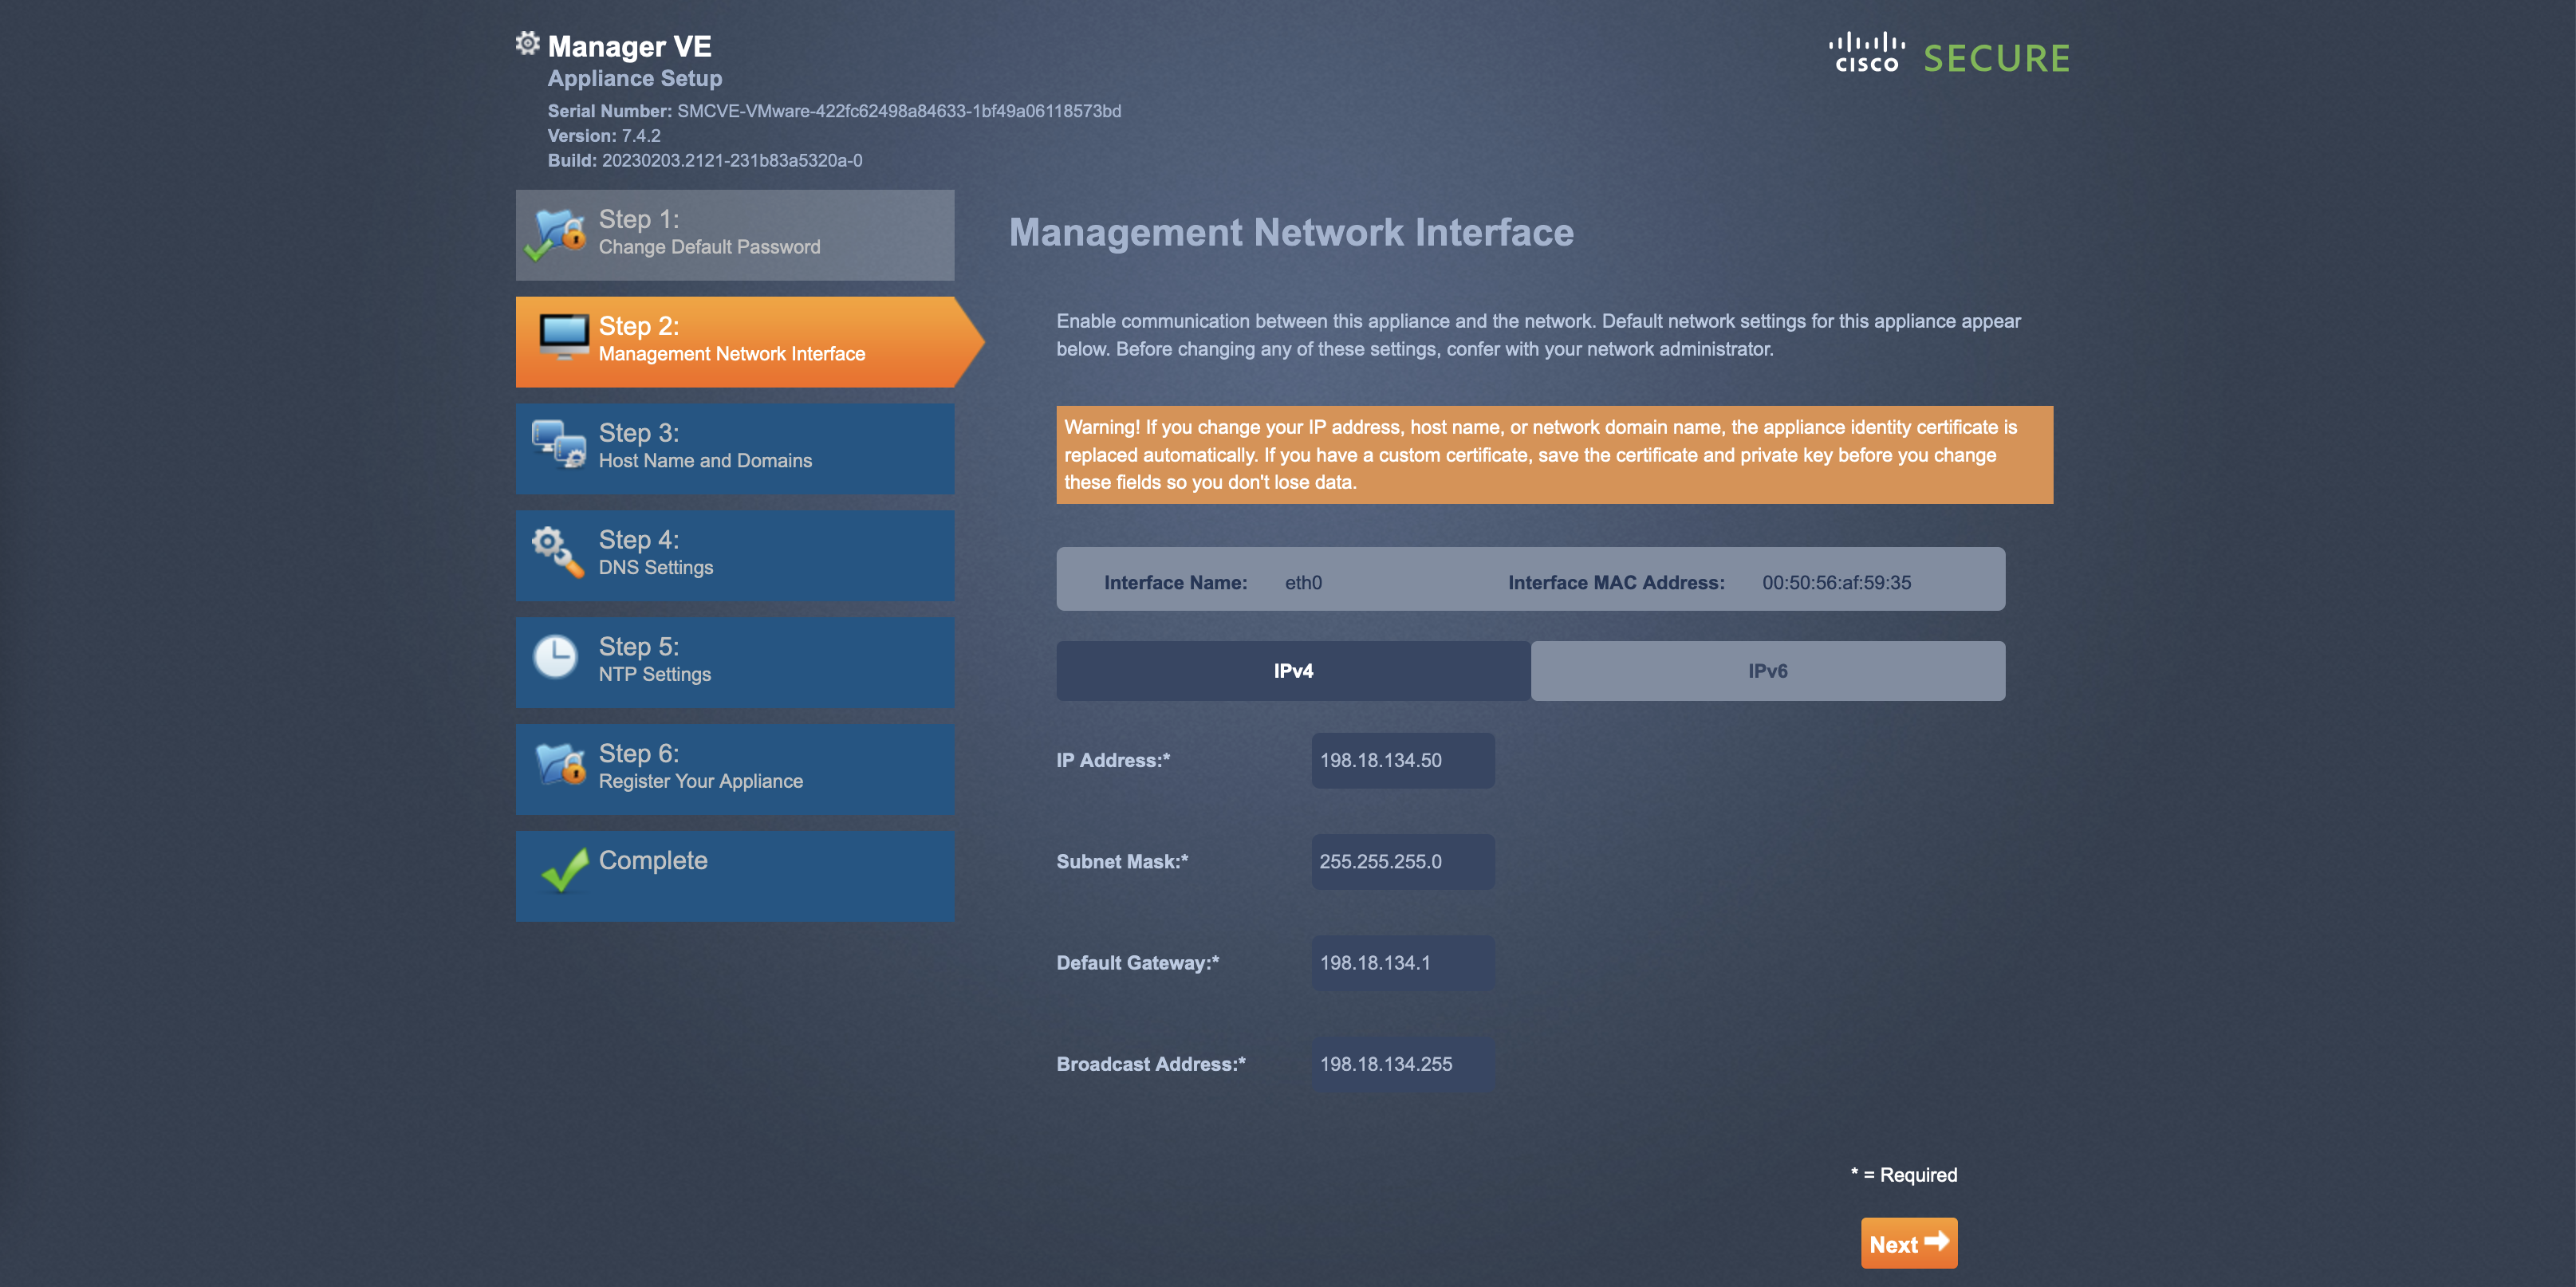 Manager VE
Appliance Setup
Serial Number: SMCVE-VMware-422fc62498a84633-1bf49a06118573bd
Version: 7.4.2
Build: 20230203.2121-231b83a5320a-0
CISCO SECURE
Step 1:
Change Default Password
Step 2:
Management Network Interface
Step 3:
Host Name and Domains
Step 4:
DNS Settings
Step 5:
NTP Settings
Step 6:
Register Your Appliance
Complete
Management Network Interface
Enable communication between this appliance and the network. Default network settings for this appliance appear
below. Before changing any of these settings, confer with your network administrator.
Warning! If you change your IP address, host name, or network domain name, the appliance identity certificate is
replaced automatically. If you have a custom certificate, save the certificate and private key before you change
these fields so you don't lose data.
Interface Name: eth0 Interface MAC Address: 00:50:56:af:59:35
IPv4 IPv6
IP Address:* 198.18.134.50
Subnet Mask:* 255.255.255.0
Default Gateway:* 198.18.134.1
Broadcast Address:* 198.18.134.255
* = Required
Next